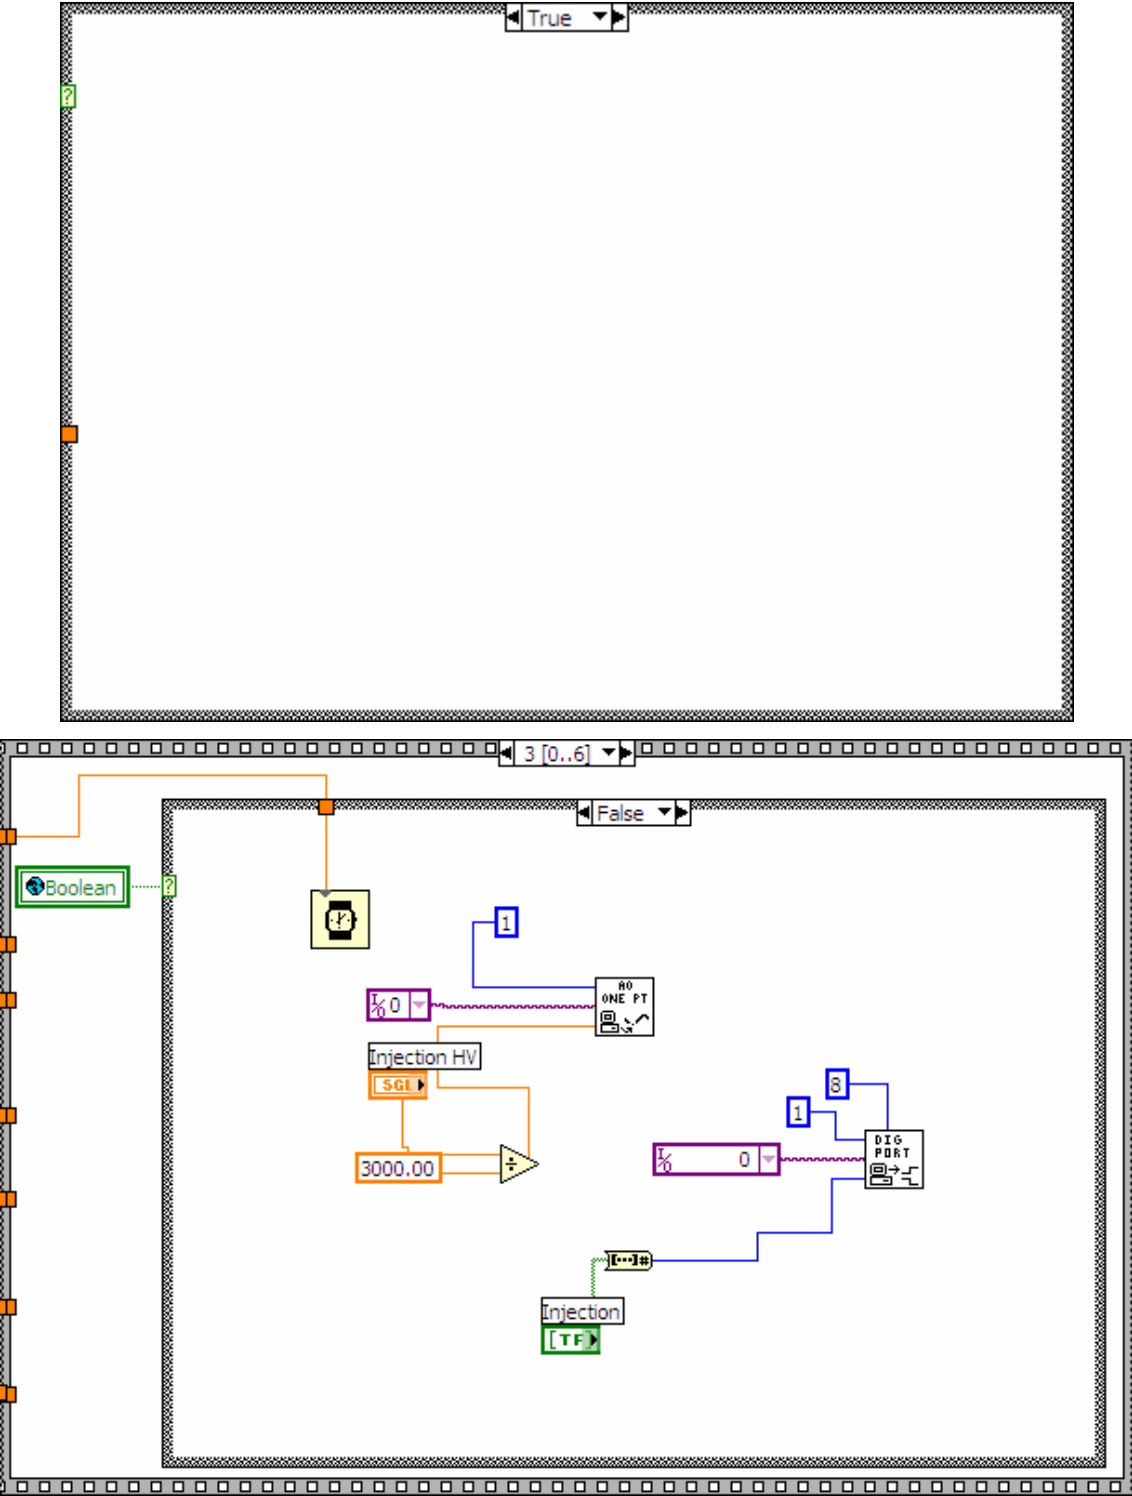 True
?
3 [0..6]
False
Boolean
?
1
AO
ONE PT
I/O 0
Injection HV
SGL
8
1
DIG
PORT
I/O 0
3000.00
÷
[...]#
Injection
[TF]